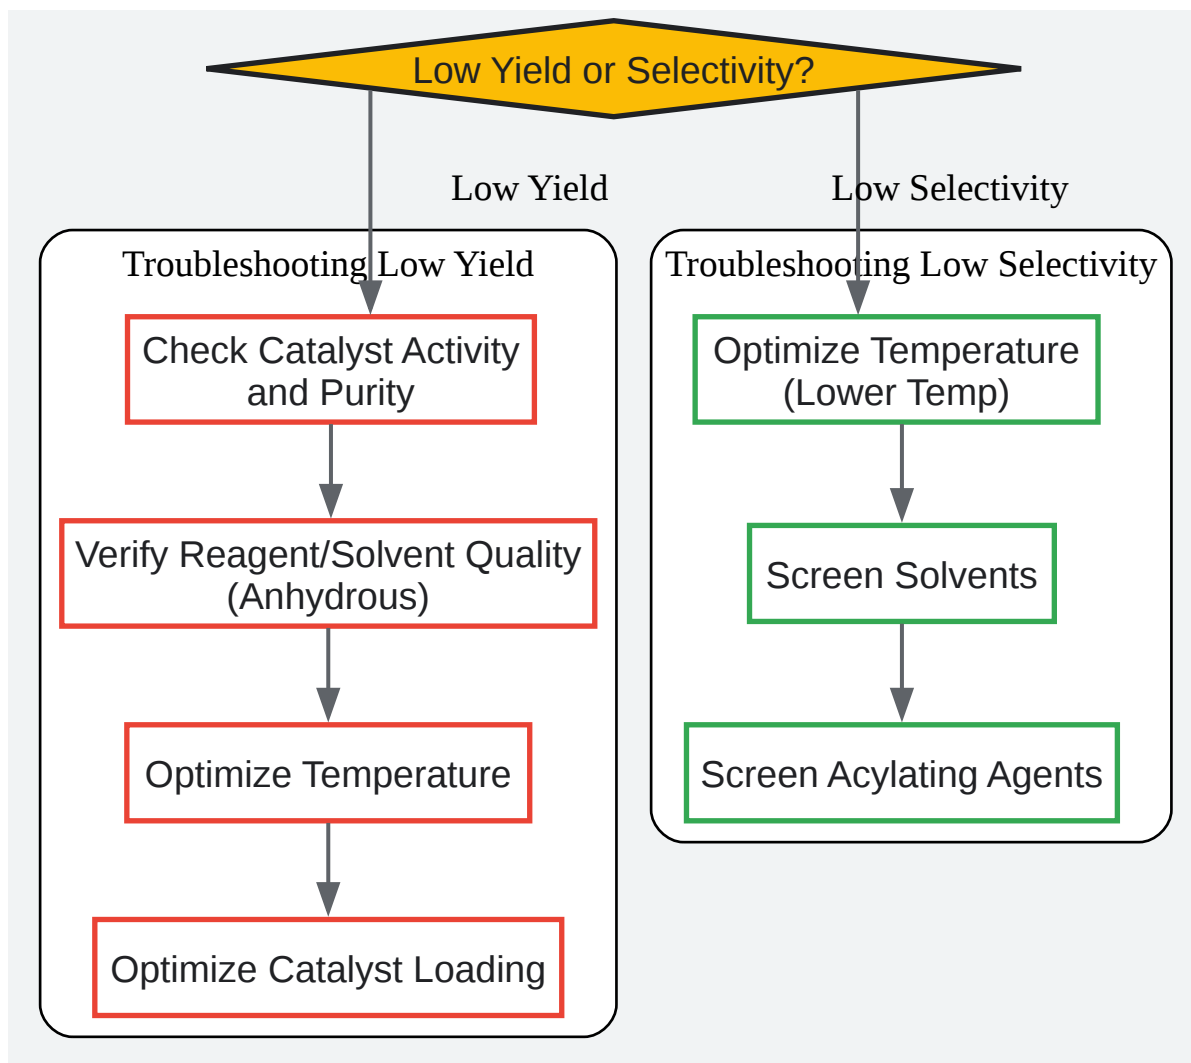 Low Yield or Selectivity?
Low Yield
Low Selectivity
Troubleshooting Low Yield
Check Catalyst Activity
and Purity
Verify Reagent/Solvent Quality
(Anhydrous)
Optimize Temperature
Optimize Catalyst Loading
Troubleshooting Low Selectivity
Optimize Temperature
(Lower Temp)
Screen Solvents
Screen Acylating Agents